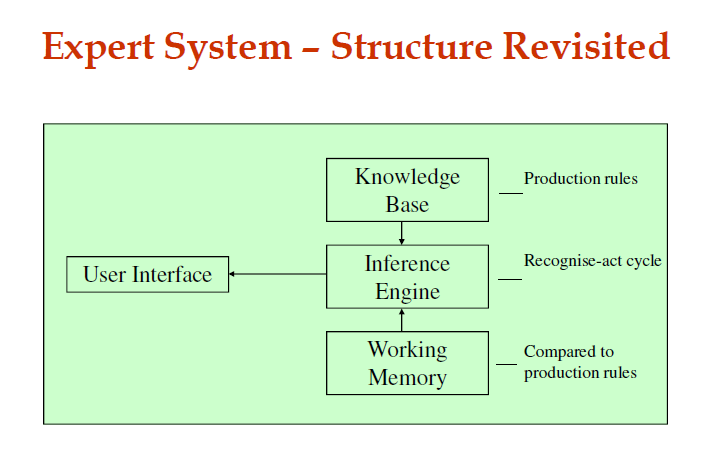 Expert System – Structure Revisited
Knowledge
Base
Production rules
User Interface
Inference
Engine
Recognise-act cycle
Working
Memory
Compared to
production rules